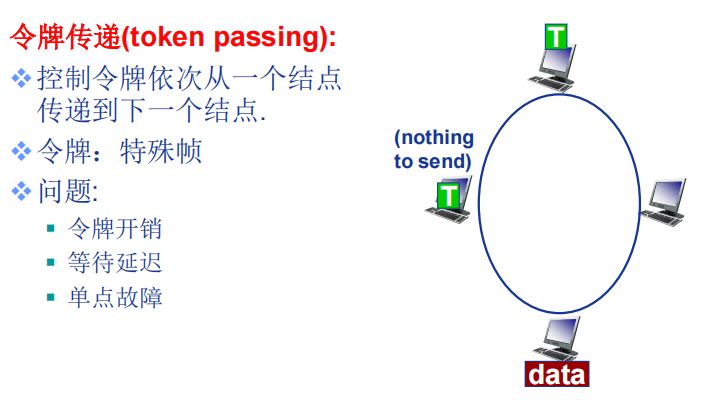 令牌传递(token passing):
控制令牌依次从一个结点
传递到下一个结点.
令牌：特殊帧
问题:
令牌开销
等待延迟
单点故障
T
(nothing
to send)
T
data